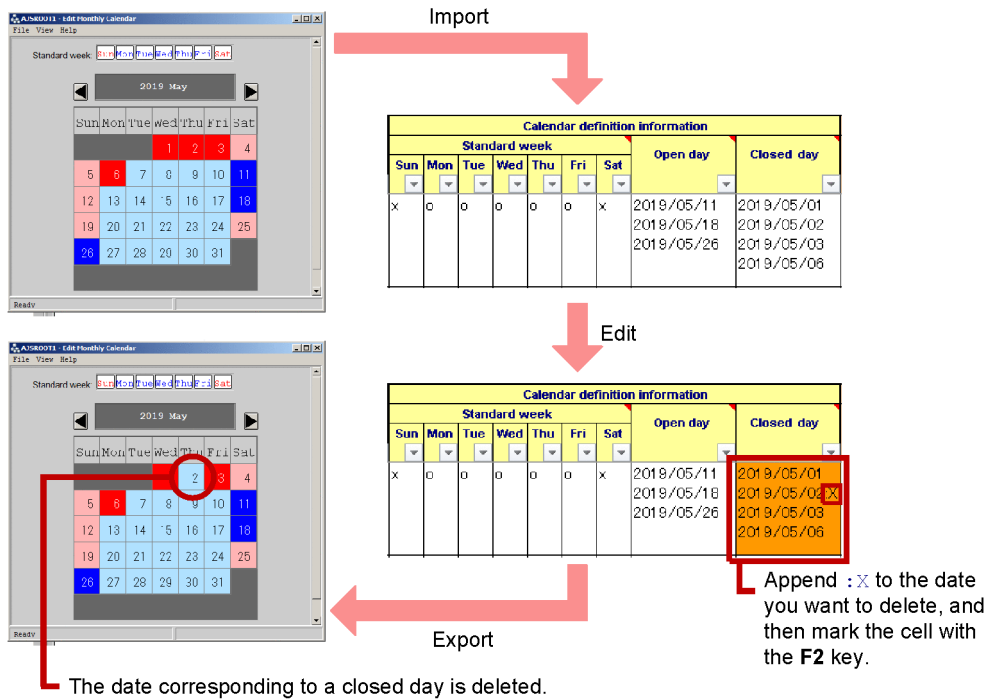 AJSROOT1 - Edit Monthly Calendar
File View Help
Standard week: Sun Mon Tue Wed Thu Fri Sat
2019 May
Sun Mon Tue Wed Thu Fri Sat
1 2 3 4
5 6 7 8 9 10 11
12 13 14 15 16 17 18
19 20 21 22 23 24 25
26 27 28 29 30 31
Ready
Import
Calendar definition information
Standard week
Open day
Closed day
Sun Mon Tue Wed Thu Fri Sat
x o o o o o x 2019/05/11 2019/05/01
2019/05/18 2019/05/02
2019/05/26 2019/05/03
2019/05/06
Edit
AJSROOT1 - Edit Monthly Calendar
File View Help
Standard week: Sun Mon Tue Wed Thu Fri Sat
2019 May
Sun Mon Tue Wed Thu Fri Sat
2 3 4
5 6 7 8 9 10 11
12 13 14 15 16 17 18
19 20 21 22 23 24 25
26 27 28 29 30 31
Ready
Calendar definition information
Standard week
Open day
Closed day
Sun Mon Tue Wed Thu Fri Sat
x o o o o o x 2019/05/11 2019/05/01
2019/05/18 2019/05/02:X
2019/05/26 2019/05/03
2019/05/06
Append :X to the date
you want to delete, and
then mark the cell with
the F2 key.
Export
The date corresponding to a closed day is deleted.